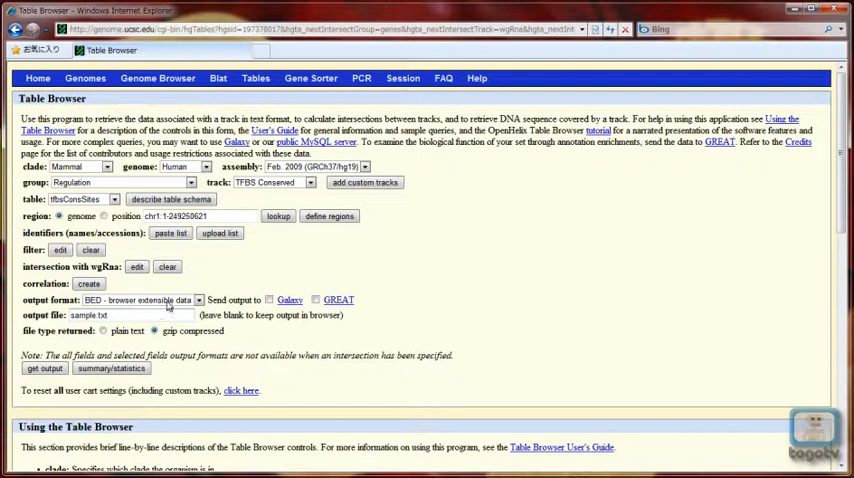 Table Browser - Windows Internet Explorer
http://genome.ucsc.edu/cgi-bin/hgTables?hgsid=197378017&hgta_nextIntersectGroup=genes&hgta_nextIntersectTrack=wgRna&hgta_nextInt
Bing
お気に入り
Table Browser
Home Genomes Genome Browser Blat Tables Gene Sorter PCR Session FAQ Help
Table Browser
Use this program to retrieve the data associated with a track in text format, to calculate intersections between tracks, and to retrieve DNA sequence covered by a track. For help in using this application see Using the
Table Browser for a description of the controls in this form, the User's Guide for general information and sample queries, and the OpenHelix Table Browser tutorial for a narrated presentation of the software features and
usage. For more complex queries, you may want to use Galaxy or our public MySQL server. To examine the biological function of your set through annotation enrichments, send the data to GREAT. Refer to the Credits
page for the list of contributors and usage restrictions associated with these data.
clade: Mammal genome: Human assembly: Feb. 2009 (GRCh37/hg19)
group: Regulation track: TFBS Conserved add custom tracks
table: tfbsConsSites describe table schema
region: genome position chr1:1-249250621 lookup define regions
identifiers (names/accessions): paste list upload list
filter: edit clear
intersection with wgRna: edit clear
correlation: create
output format: BED - browser extensible data Send output to Galaxy GREAT
output file: sample.txt (leave blank to keep output in browser)
file type returned: plain text gzip compressed
Note: The all fields and selected fields output formats are not available when an intersection has been specified.
get output summary/statistics
To reset all user cart settings (including custom tracks), click here.
Using the Table Browser
This section provides brief line-by-line descriptions of the Table Browser controls. For more information on using this program, see the Table Browser User's Guide.
clade: Specifies which clade the organism is in.
togotv